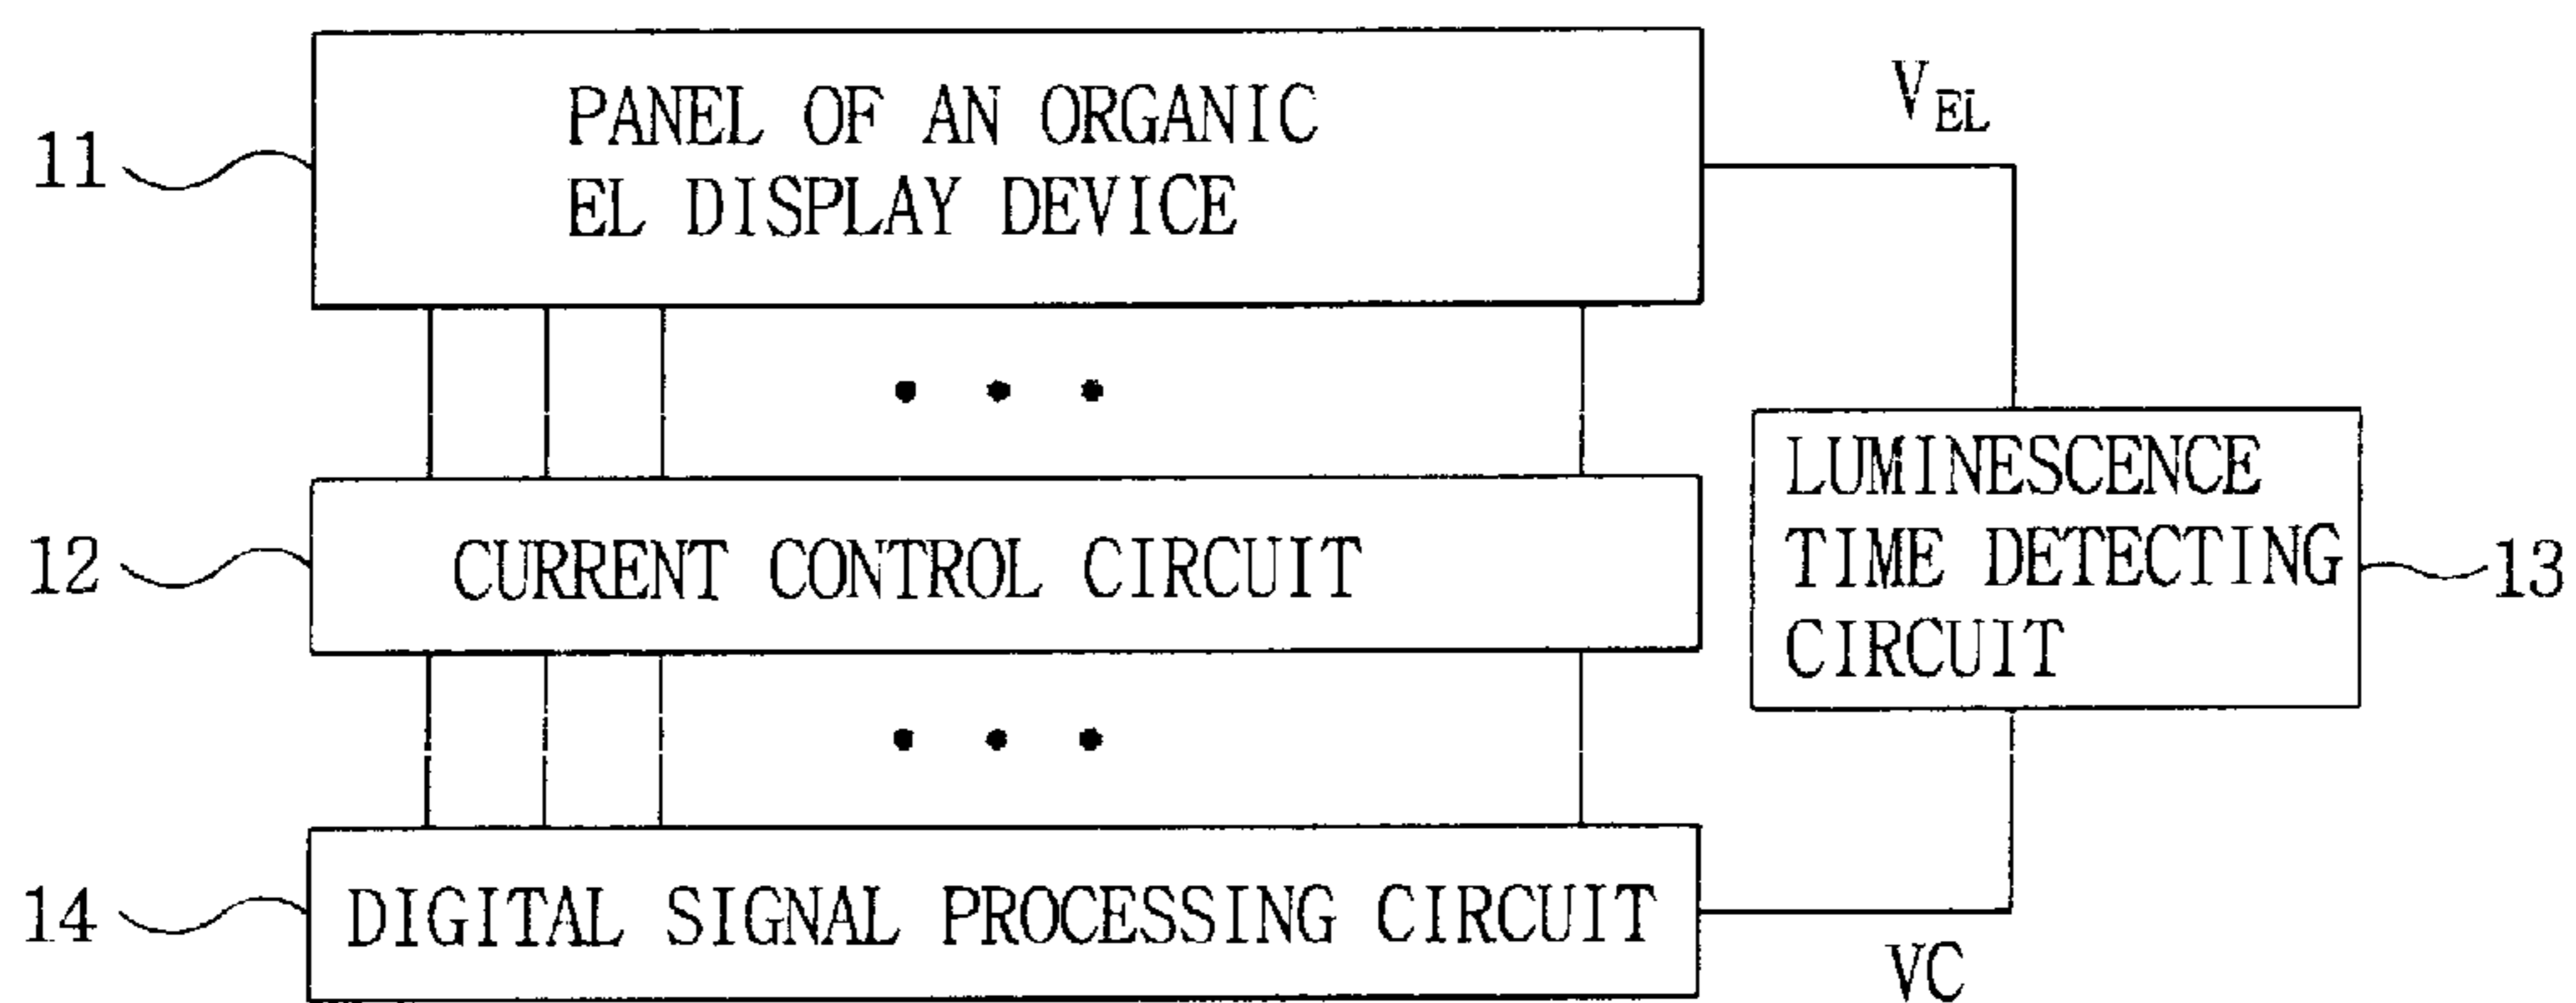 PANEL OF AN ORGANIC
EL DISPLAY DEVICE
11
V_EL
CURRENT CONTROL CIRCUIT
12
LUMINESCENCE
TIME DETECTING
CIRCUIT
13
DIGITAL SIGNAL PROCESSING CIRCUIT
14
VC